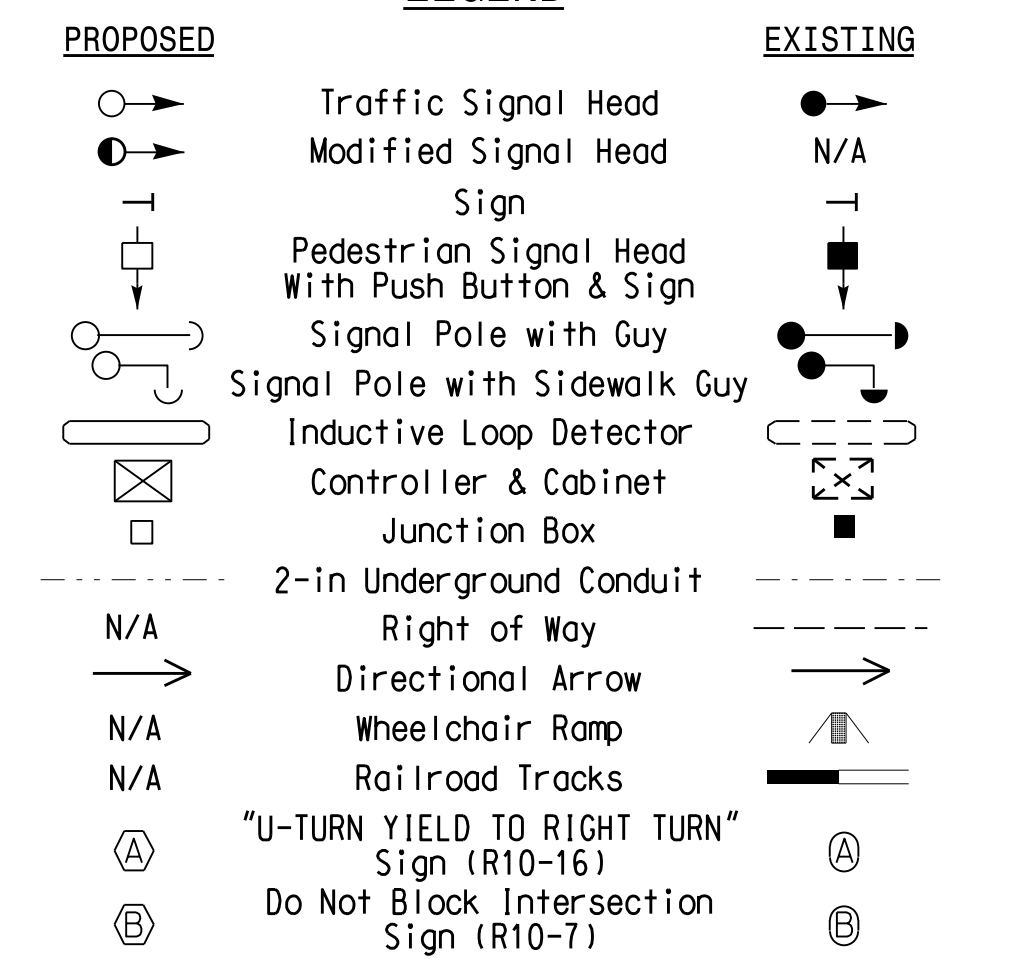 LEGEND
PROPOSED EXISTING
Traffic Signal Head
Modified Signal Head N/A
Sign
Pedestrian Signal Head
With Push Button & Sign
Signal Pole with Guy
Signal Pole with Sidewalk Guy
Inductive Loop Detector
Controller & Cabinet
Junction Box
2-in Underground Conduit
N/A Right of Way
Directional Arrow
N/A Wheelchair Ramp
N/A Railroad Tracks
"U-TURN YIELD TO RIGHT TURN"
A Sign (R10-16) A
Do Not Block Intersection
B Sign (R10-7) B